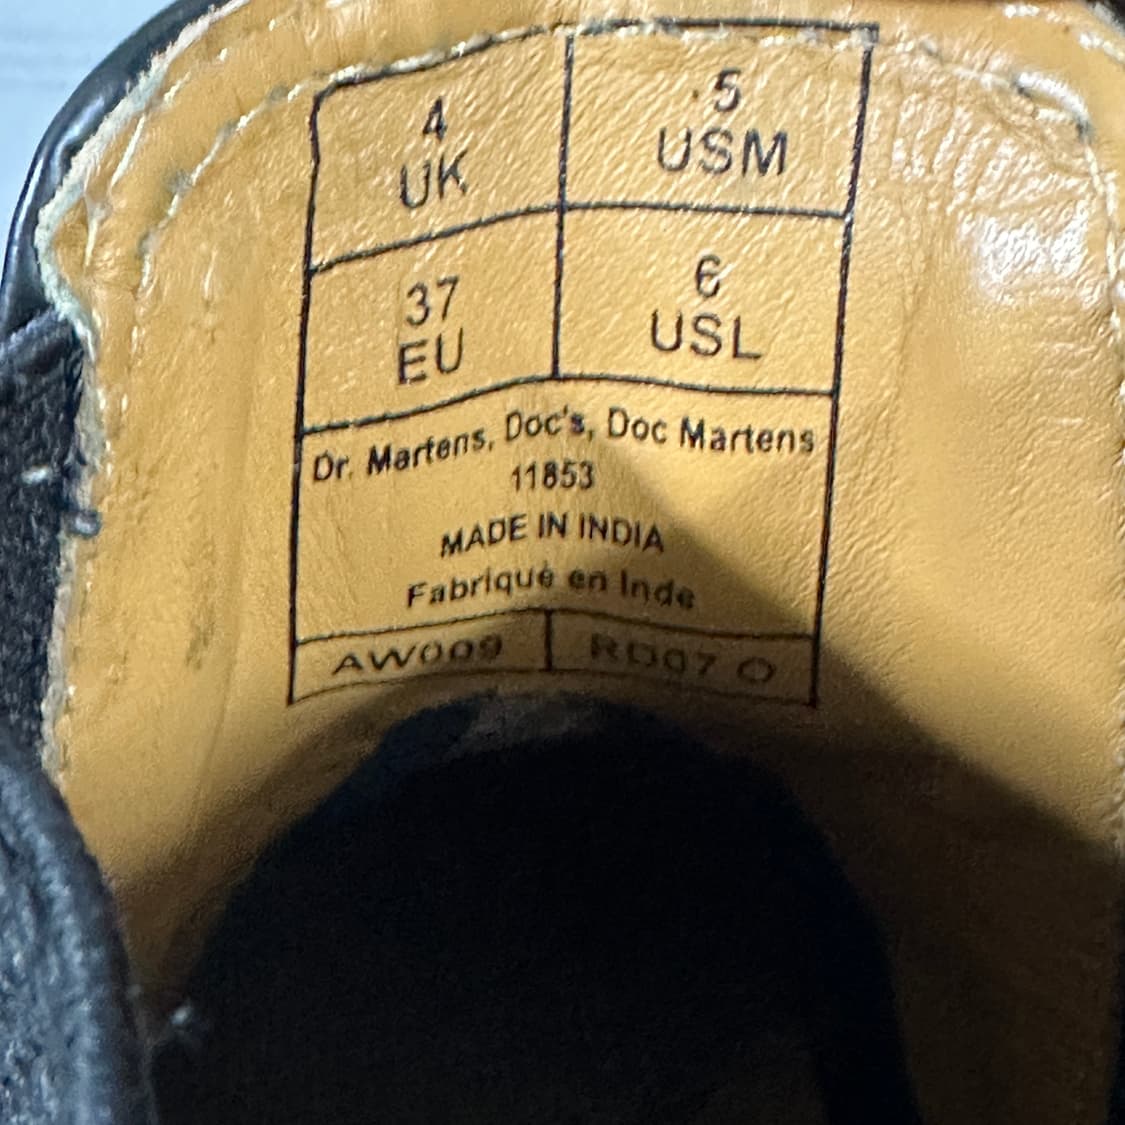 4 UK
.5 USM
37 EU
6 USL
Dr. Martens, Doc's, Doc Martens
11853
MADE IN INDIA
Fabriqué en Inde
AW009
RD07 O